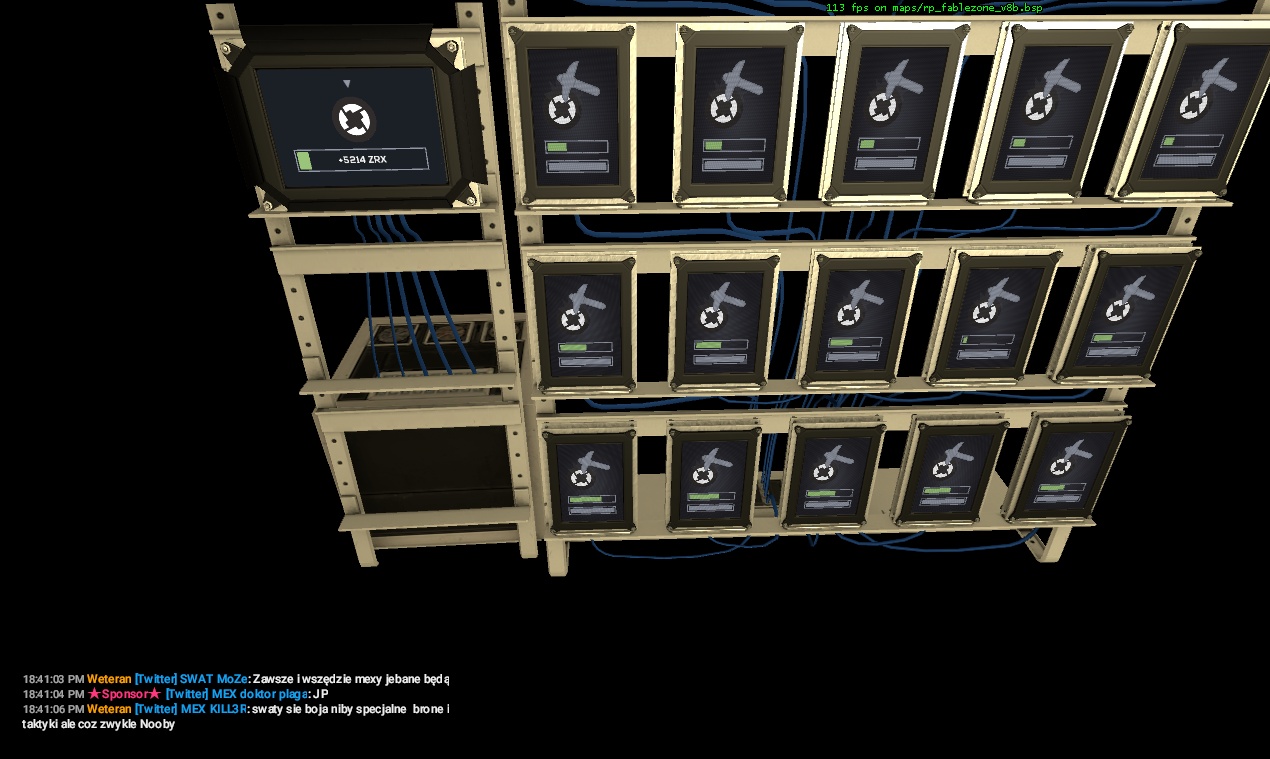 113 fps on maps/rp_fablezone_v8b.bsp
+5214 ZRX
18:41:03 PM Weteran [Twitter] SWAT MoZe: Zawsze i wszędzie mexy jebane będą
18:41:04 PM ★Sponsor★ [Twitter] MEX doktor plaga: JP
18:41:06 PM Weteran [Twitter] MEX KILL3R: swaty sie boja niby specjalne brone i
taktyki ale coz zwykle Nooby